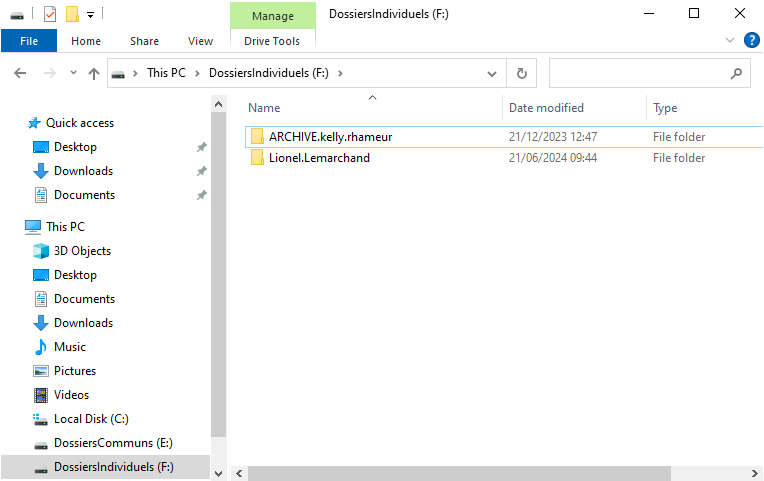 Manage DossiersIndividuels (F:)
File Home Share View Drive Tools
This PC DossiersIndividuels (F:)
Name Date modified Type
Quick access
Desktop
Downloads
Documents
This PC
3D Objects
Desktop
Documents
Downloads
Music
Pictures
Videos
Local Disk (C:)
DossiersCommuns (E:)
DossiersIndividuels (F:)
ARCHIVE.kelly.rhameur 21/12/2023 12:47 File folder
Lionel.Lemarchand 21/06/2024 09:44 File folder